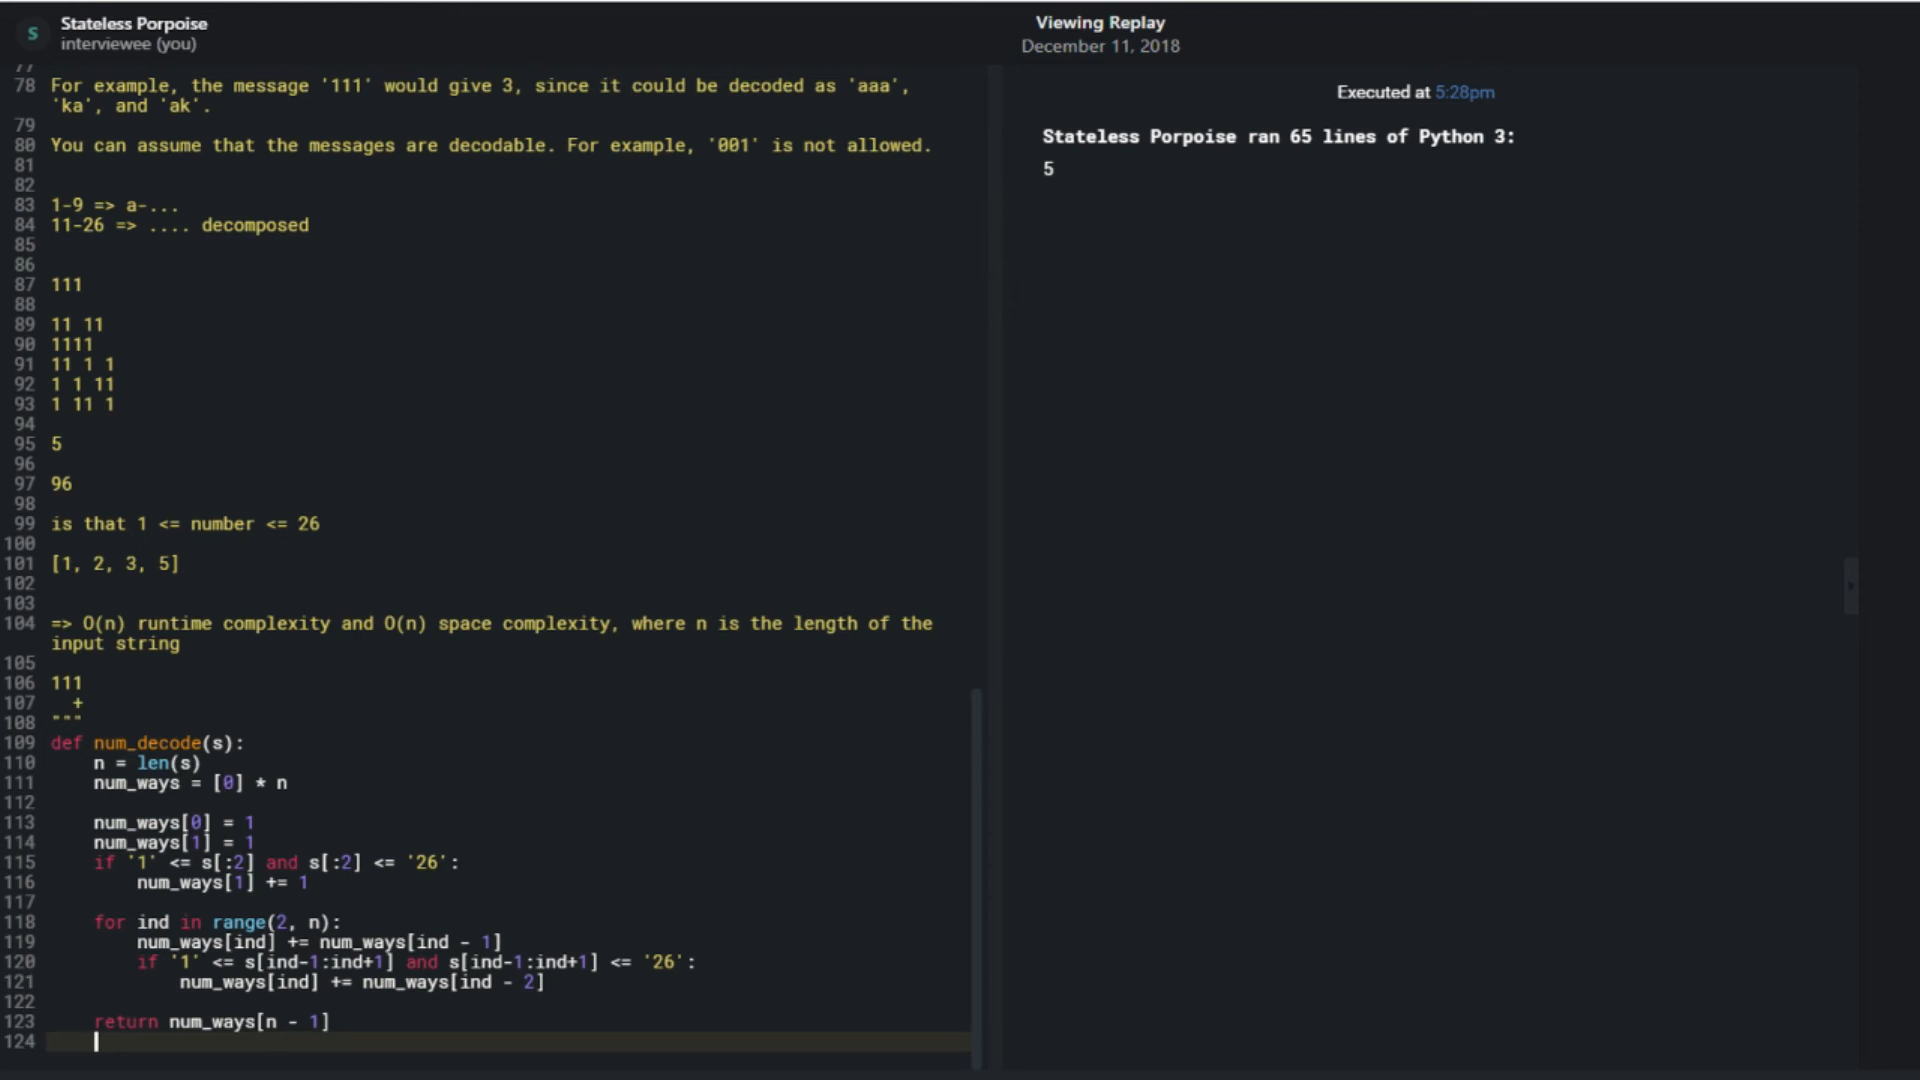 S
Stateless Porpoise
interviewee (you)
Viewing Replay
December 11, 2018
77
78 For example, the message '111' would give 3, since it could be decoded as 'aaa',
'ka', and 'ak'.
79
80 You can assume that the messages are decodable. For example, '001' is not allowed.
81
82
83 1-9 => a-...
84 11-26 => .... decomposed
85
86
87 111
88
89 11 11
90 1111
91 11 1 1
92 1 1 11
93 1 11 1
94
95 5
96
97 96
98
99 is that 1 <= number <= 26
100
101 [1, 2, 3, 5]
102
103
104 => O(n) runtime complexity and O(n) space complexity, where n is the length of the
input string
105
106 111
107   +
108 """
109 def num_decode(s):
110     n = len(s)
111     num_ways = [0] * n
112
113     num_ways[0] = 1
114     num_ways[1] = 1
115     if '1' <= s[:2] and s[:2] <= '26':
116         num_ways[1] += 1
117
118     for ind in range(2, n):
119         num_ways[ind] += num_ways[ind - 1]
120         if '1' <= s[ind-1:ind+1] and s[ind-1:ind+1] <= '26':
121             num_ways[ind] += num_ways[ind - 2]
122
123     return num_ways[n - 1]
124
Executed at 5:28pm
Stateless Porpoise ran 65 lines of Python 3:
5